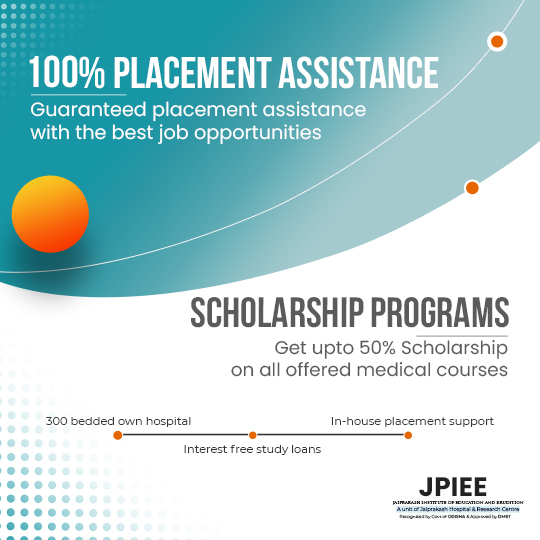 100% PLACEMENT ASSISTANCE
Guaranteed placement assistance
with the best job opportunities
SCHOLARSHIP PROGRAMS
Get upto 50% Scholarship
on all offered medical courses
300 bedded own hospital
In-house placement support
Interest free study loans
JPIEE
JAIPRAKASH INSTITUTE OF EDUCATION AND ERUDITION
A unit of Jaiprakash Hospital & Research Centre
Recognised by Gov of ODISHA & Approved by DMET